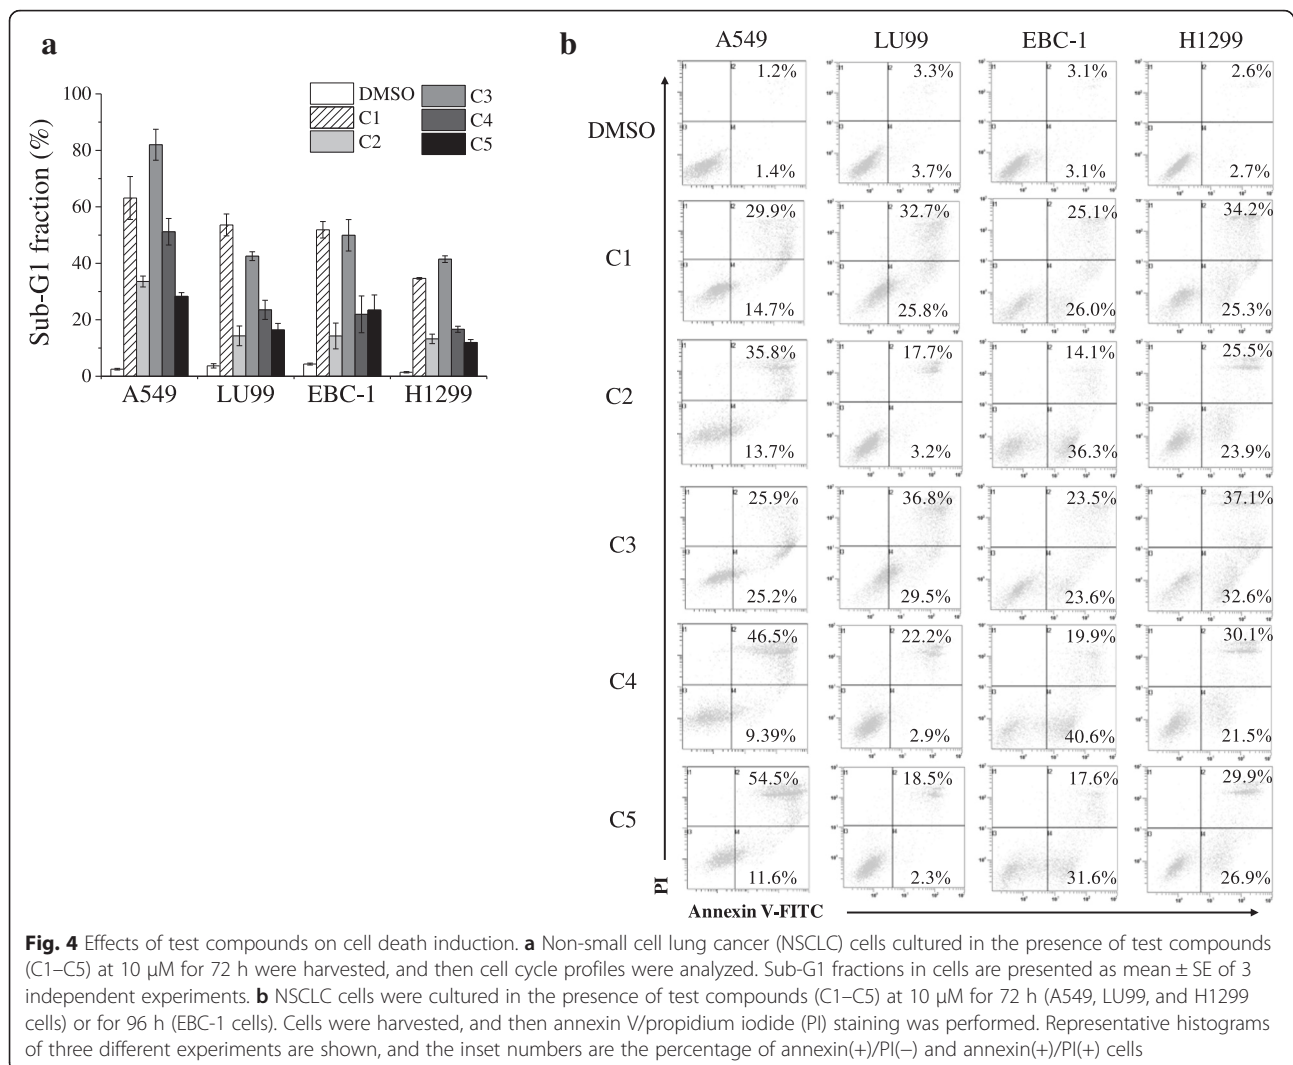 a
100
80
60
40
20
0
Sub-G1 fraction (%)
DMSO
C1
C2
C3
C4
C5
A549 LU99 EBC-1 H1299
b
A549 LU99 EBC-1 H1299
DMSO
1.2% 3.3% 3.1% 2.6%
1.4% 3.7% 3.1% 2.7%
C1
29.9% 32.7% 25.1% 34.2%
14.7% 25.8% 26.0% 25.3%
C2
35.8% 17.7% 14.1% 25.5%
13.7% 3.2% 36.3% 23.9%
C3
25.9% 36.8% 23.5% 37.1%
25.2% 29.5% 23.6% 32.6%
C4
46.5% 22.2% 19.9% 30.1%
9.39% 2.9% 40.6% 21.5%
C5
54.5% 18.5% 17.6% 29.9%
11.6% 2.3% 31.6% 26.9%
PI
Annexin V-FITC
Fig. 4 Effects of test compounds on cell death induction. a Non-small cell lung cancer (NSCLC) cells cultured in the presence of test compounds
(C1–C5) at 10 μM for 72 h were harvested, and then cell cycle profiles were analyzed. Sub-G1 fractions in cells are presented as mean ± SE of 3
independent experiments. b NSCLC cells were cultured in the presence of test compounds (C1–C5) at 10 μM for 72 h (A549, LU99, and H1299
cells) or for 96 h (EBC-1 cells). Cells were harvested, and then annexin V/propidium iodide (PI) staining was performed. Representative histograms
of three different experiments are shown, and the inset numbers are the percentage of annexin(+)/PI(−) and annexin(+)/PI(+) cells